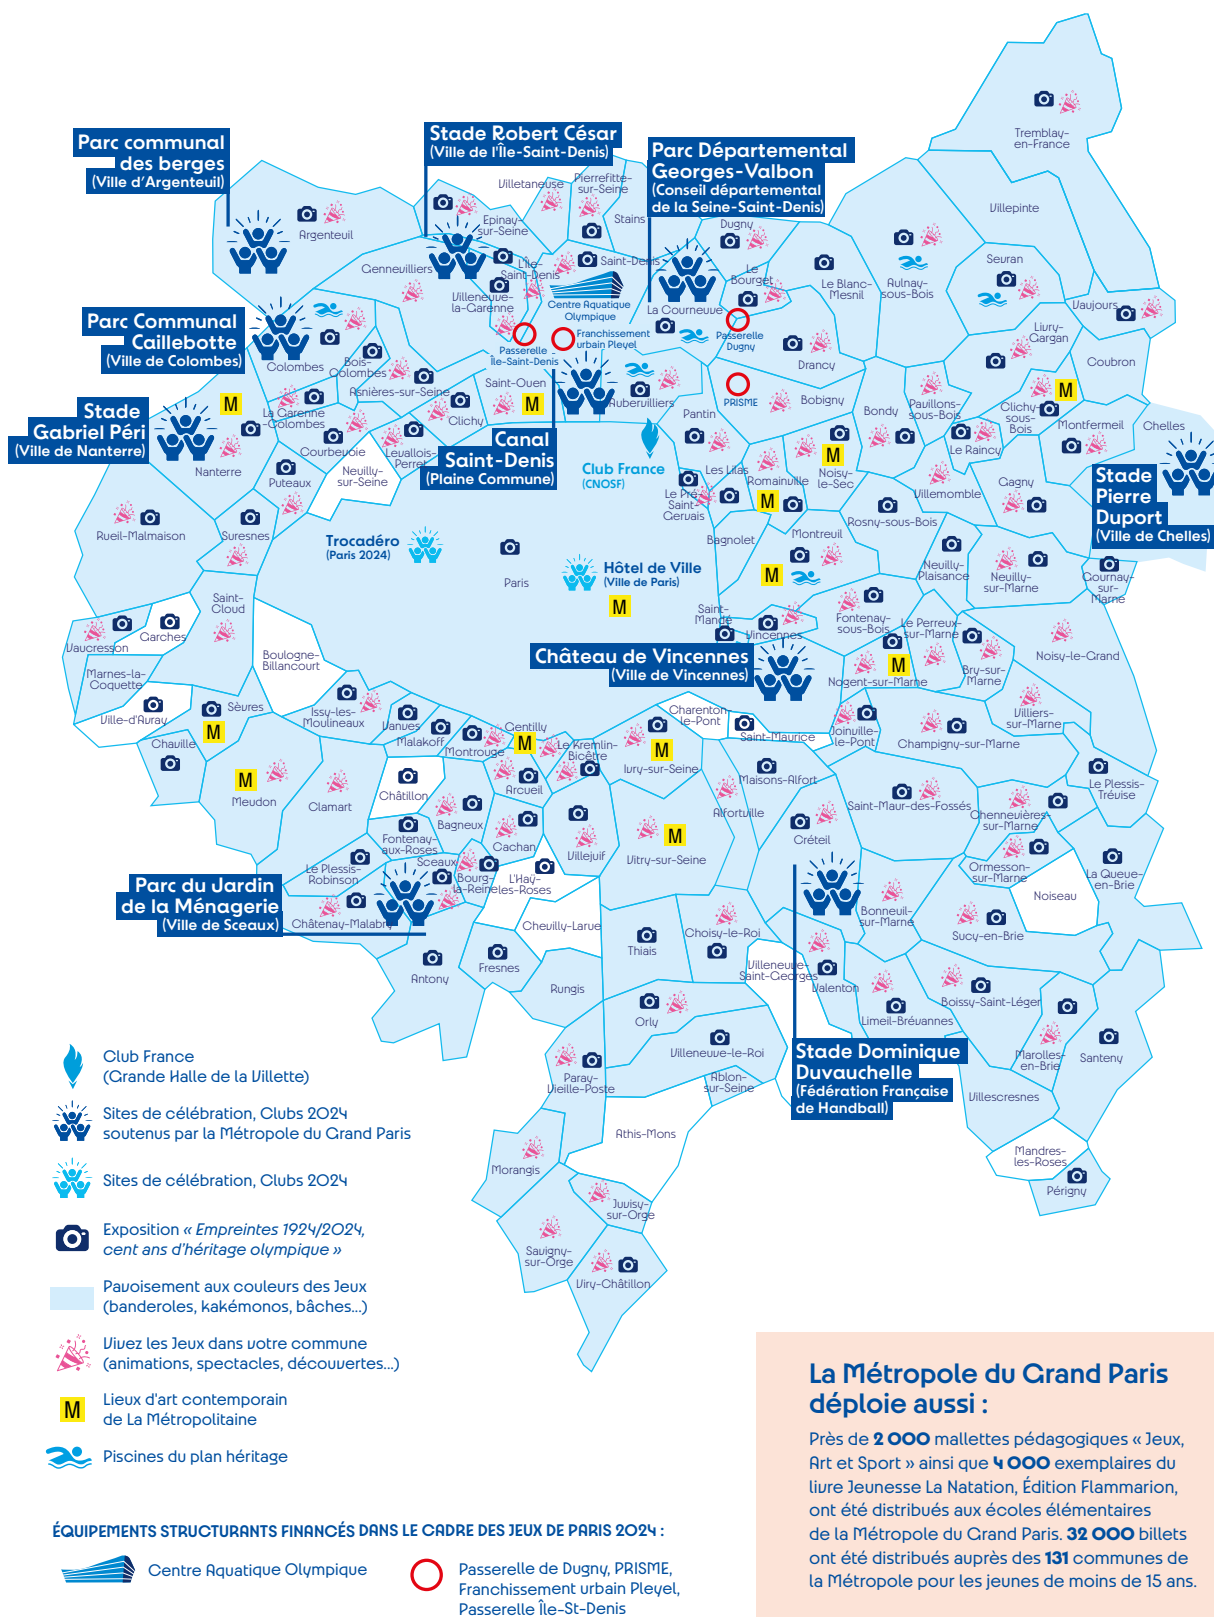 Parc communal
des berges
(Ville d'Argenteuil)
Stade Robert César
(Ville de l'Île-Saint-Denis)
Parc Départemental
Georges-Valbon
(Conseil départemental
de la Seine-Saint-Denis)
Parc Communal
Caillebotte
(Ville de Colombes)
Stade
Gabriel Péri
(Ville de Nanterre)
Canal
Saint-Denis
(Plaine Commune)
Club France
(CNOSF)
Stade
Pierre
Duport
(Ville de Chelles)
Trocadéro
(Paris 2024)
Hôtel de Ville
(Ville de Paris)
Château de Vincennes
(Ville de Vincennes)
Parc du Jardin
de la Ménagerie
(Ville de Sceaux)
Stade Dominique
Duvauchelle
(Fédération Française
de Handball)
Tremblay-
en-France
Villepinte
Villetaneuse
Pierrefitte-
sur-Seine
Stains
Epinay-
sur-Seine
Argenteuil
Gennevilliers
L'Île-
Saint-Denis
Saint-Denis
Villeneuve-
la-Garenne
Centre Aquatique
Olympique
Franchissement
urbain Pleyel
Passerelle
Île-Saint-Denis
Dugny
Le
Bourget
La Courneuve
Passerelle
Dugny
Le Blanc-
Mesnil
Aulnay-
sous-Bois
Sevran
Vaujours
Livry-
Gargan
Coubron
Drancy
PRISME
Bobigny
Bondy
Pavillons-
sous-Bois
Clichy-
sous-
Bois
Montfermeil
Chelles
Le Raincy
Gagny
Villemomble
Colombes
Bois-
Colombes
Asnières-sur-Seine
La Garenne
-Colombes
Courbevoie
Clichy
Saint-Ouen
Aubervilliers
Pantin
Levallois-
Perret
Neuilly-
sur-Seine
Nanterre
Puteaux
Suresnes
Rueil-Malmaison
Les Lilas
Le Pré-
Saint-
Gervais
Romainville
Noisy-
le-Sec
Bagnolet
Montreuil
Rosny-sous-Bois
Neuilly-
Plaisance
Neuilly-
sur-Marne
Gournay-
sur-
Marne
Paris
Saint-
Cloud
Garches
Vaucresson
Marnes-la-
Coquette
Ville-d'Avray
Sèvres
Chaville
Boulogne-
Billancourt
Saint-
Mandé
Vincennes
Fontenay-
sous-Bois
Le Perreux-
sur-Marne
Nogent-sur-Marne
Bry-sur-
Marne
Noisy-le-Grand
Villiers-
sur-Marne
Champigny-sur-Marne
Joinville-
le-Pont
Saint-Maurice
Charenton-
le-Pont
Issy-les-
Moulineaux
Vanves
Malakoff
Montrouge
Gentilly
Le Kremlin-
Bicêtre
Ivry-sur-Seine
Maisons-Alfort
Alfortville
Meudon
Clamart
Châtillon
Bagneux
Arcueil
Cachan
Villejuif
Vitry-sur-Seine
Créteil
Saint-Maur-des-Fossés
Chennevières-
sur-Marne
Le Plessis-
Trévise
Ormesson-
sur-Marne
La Queue-
en-Brie
Noiseau
Fontenay-
aux-Roses
Sceaux
Le Plessis-
Robinson
Bourg-
la-Reine
L'Haÿ-
les-Roses
Châtenay-Malabry
Chevilly-Larue
Thiais
Choisy-le-Roi
Bonneuil-
sur-Marne
Sucy-en-Brie
Antony
Fresnes
Rungis
Villeneuve-
Saint-Georges
Valenton
Limeil-Brévannes
Boissy-Saint-Léger
Orly
Villeneuve-le-Roi
Ablon-
sur-Seine
Paray-
Vieille-Poste
Athis-Mons
Marolles-
en-Brie
Santeny
Villescresnes
Mandres-
les-Roses
Périgny
Morangis
Juvisy-
sur-Orge
Savigny-
sur-Orge
Viry-Châtillon
M
M
M
M
M
M
M
M
M
M
M
M
M
Club France
(Grande Halle de la Villette)
Sites de célébration, Clubs 2024
soutenus par la Métropole du Grand Paris
Sites de célébration, Clubs 2024
Exposition « Empreintes 1924/2024,
cent ans d'héritage olympique »
Pavoisement aux couleurs des Jeux
(banderoles, kakémonos, bâches...)
Vivez les Jeux dans votre commune
(animations, spectacles, découvertes...)
M
Lieux d'art contemporain
de La Métropolitaine
Piscines du plan héritage
ÉQUIPEMENTS STRUCTURANTS FINANCÉS DANS LE CADRE DES JEUX DE PARIS 2024 :
Centre Aquatique Olympique
Passerelle de Dugny, PRISME,
Franchissement urbain Pleyel,
Passerelle Île-St-Denis
La Métropole du Grand Paris
déploie aussi :
Près de 2 000 mallettes pédagogiques « Jeux,
Art et Sport » ainsi que 4 000 exemplaires du
livre Jeunesse La Natation, Édition Flammarion,
ont été distribués aux écoles élémentaires
de la Métropole du Grand Paris. 32 000 billets
ont été distribués auprès des 131 communes de
la Métropole pour les jeunes de moins de 15 ans.